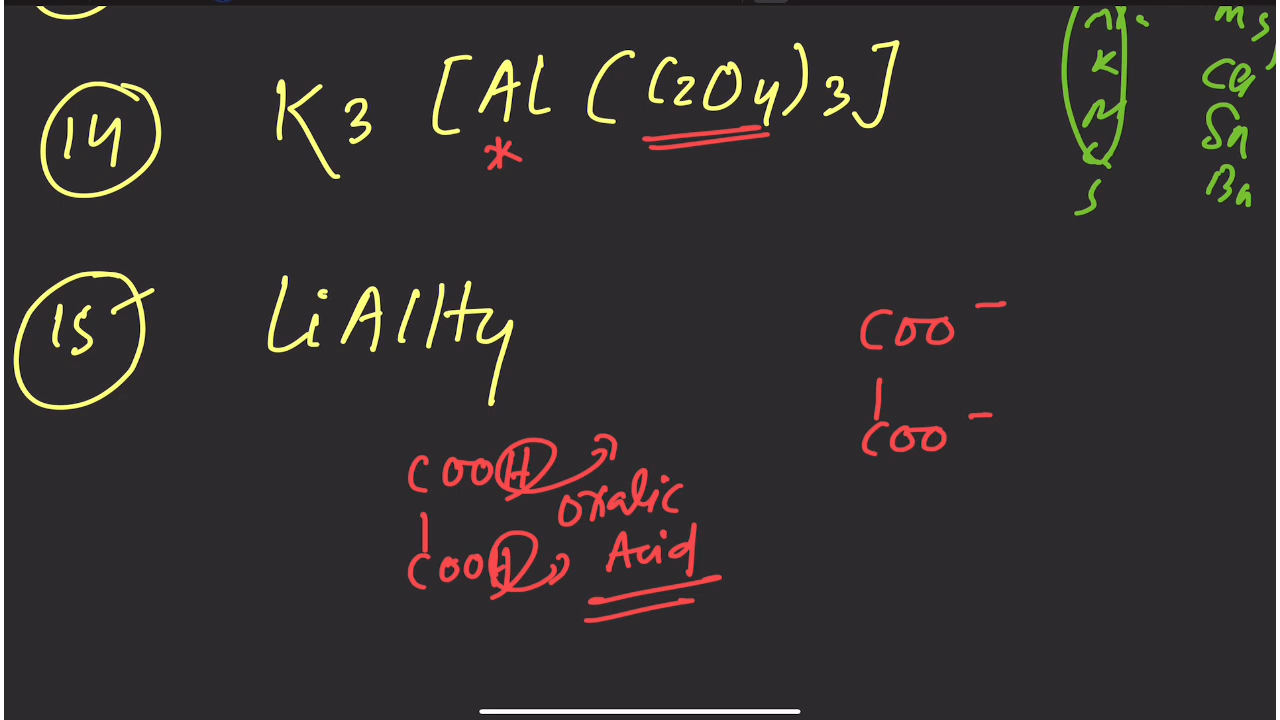 14 K3 [Al (C2O4)3]
*
K Ca
Sn
S Ba
15 LiAlH4
COO -
|
COO -
COOH
|
COOH
Oxalic
Acid